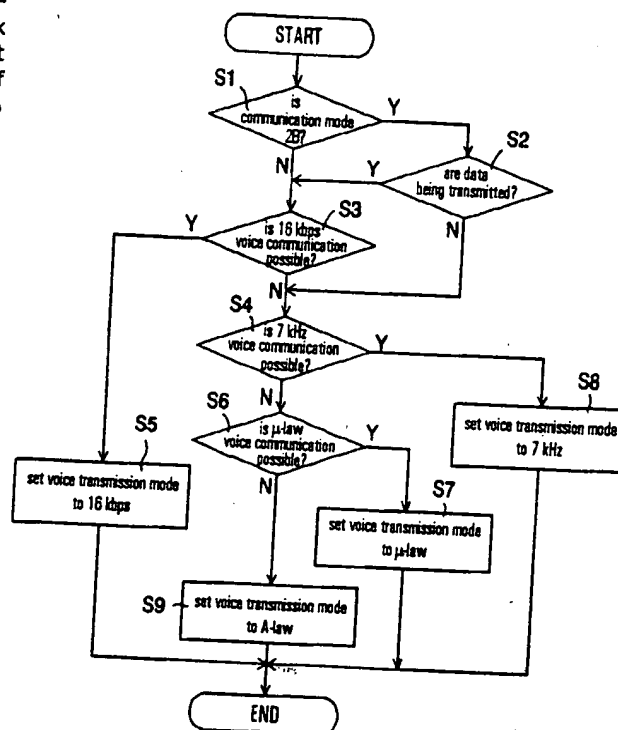 START
S1
is
communication mode
2B?
Y
N
S2
are data
being transmitted?
Y
N
S3
is 16 kbps
voice communication
possible?
Y
N
S4
is 7 kHz
voice communication
possible?
Y
N
S6
is μ-law
voice communication
possible?
Y
N
S8
set voice transmission mode
to 7 kHz
S5
set voice transmission mode
to 16 kbps
S7
set voice transmission mode
to μ-law
S9
set voice transmission mode
to A-law
END